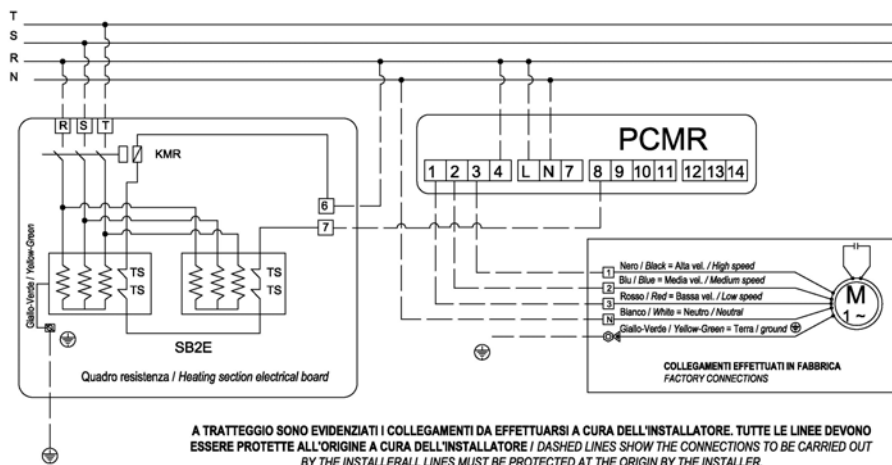 T
S
R
N
R S T
KMR
6
7
PCMR
1 2 3 4 L N 7 8 9 10 11 12 13 14
Giallo-Verde / Yellow-Green
TS TS
TS TS
SB2E
Quadro resistenza / Heating section electrical board
1 Nero / Black = Alta vel. / High speed
2 Blu / Blue = Media vel. / Medium speed
3 Rosso / Red = Bassa vel. / Low speed
N Bianco / White = Neutro / Neutral
Giallo-Verde / Yellow-Green = Terra / ground
M
1 ~
COLLEGAMENTI EFFETTUATI IN FABBRICA
FACTORY CONNECTIONS
A TRATTEGGIO SONO EVIDENZIATI I COLLEGAMENTI DA EFFETTUARSI A CURA DELL'INSTALLATORE. TUTTE LE LINEE DEVONO
ESSERE PROTETTE ALL'ORIGINE A CURA DELL'INSTALLATORE / DASHED LINES SHOW THE CONNECTIONS TO BE CARRIED OUT
BY THE INSTALLERALL LINES MUST BE PROTECTED AT THE ORIGIN BY THE INSTALLER